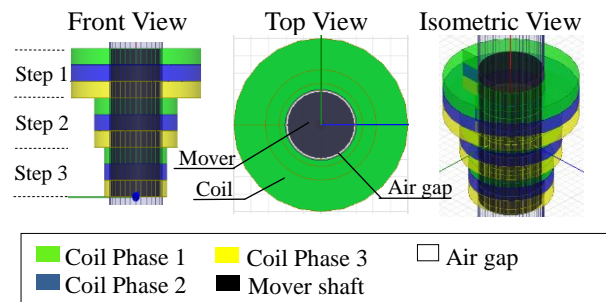 Front View
Top View
Isometric View
Step 1
Step 2
Step 3
Mover
Coil
Air gap
Coil Phase 1
Coil Phase 3
Air gap
Coil Phase 2
Mover shaft